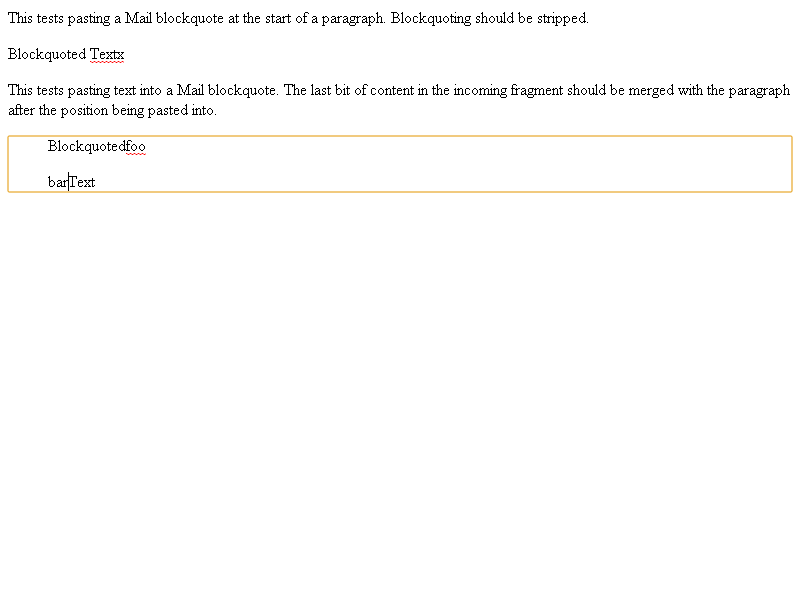 This tests pasting a Mail blockquote at the start of a paragraph. Blockquoting should be stripped.
Blockquoted Textx
This tests pasting text into a Mail blockquote. The last bit of content in the incoming fragment should be merged with the paragraph
after the position being pasted into.
Blockquotedfoo
barText